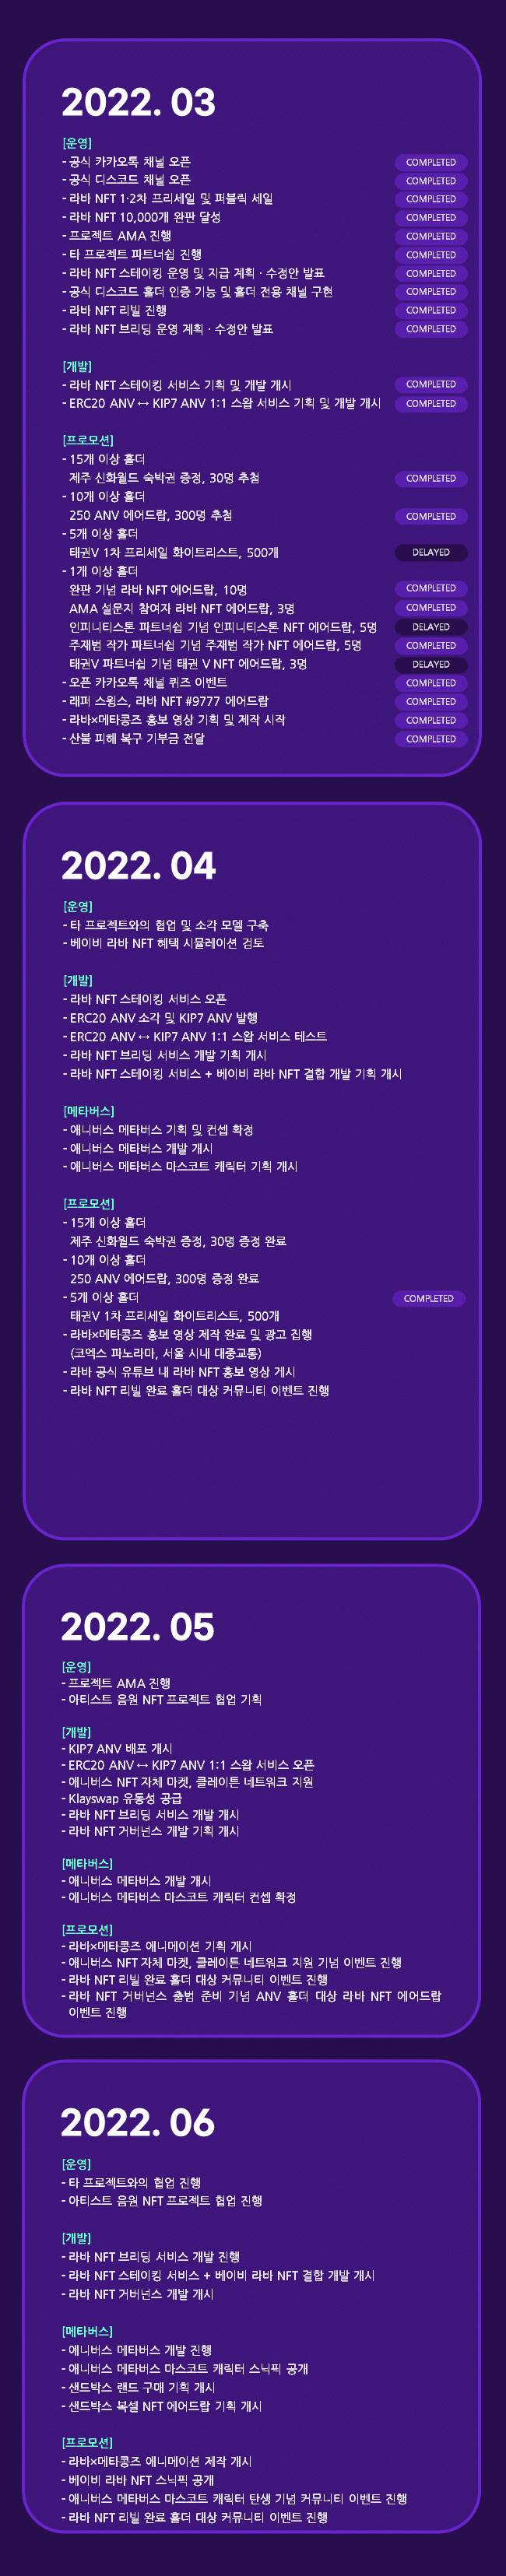 2022. 03
[운영]
- 공식 카카오톡 채널 오픈 COMPLETED
- 공식 디스코드 채널 오픈 COMPLETED
- 라바 NFT 1·2차 프리세일 및 퍼블릭 세일 COMPLETED
- 라바 NFT 10,000개 완판 달성 COMPLETED
- 프로젝트 AMA 진행 COMPLETED
- 타 프로젝트 파트너쉽 진행 COMPLETED
- 라바 NFT 스테이킹 운영 및 지급 계획 · 수정안 발표 COMPLETED
- 공식 디스코드 홀더 인증 기능 및 홀더 전용 채널 구현 COMPLETED
- 라바 NFT 리빌 진행 COMPLETED
- 라바 NFT 브리딩 운영 계획 · 수정안 발표 COMPLETED
[개발]
- 라바 NFT 스테이킹 서비스 기획 및 개발 개시 COMPLETED
- ERC20 ANV ↔ KIP7 ANV 1:1 스왑 서비스 기획 및 개발 개시 COMPLETED
[프로모션]
- 15개 이상 홀더
제주 신화월드 숙박권 증정, 30명 추첨 COMPLETED
- 10개 이상 홀더
250 ANV 에어드랍, 300명 추첨 COMPLETED
- 5개 이상 홀더
태권V 1차 프리세일 화이트리스트, 500개 DELAYED
- 1개 이상 홀더
완판 기념 라바 NFT 에어드랍, 10명 COMPLETED
AMA 설문지 참여자 라바 NFT 에어드랍, 3명 COMPLETED
인피니티스톤 파트너쉽 기념 인피니티스톤 NFT 에어드랍, 5명 DELAYED
주재범 작가 파트너쉽 기념 주재범 작가 NFT 에어드랍, 5명 COMPLETED
태권V 파트너쉽 기념 태권 V NFT 에어드랍, 3명 DELAYED
- 오픈 카카오톡 채널 퀴즈 이벤트 COMPLETED
- 래퍼 스윙스, 라바 NFT #9777 에어드랍 COMPLETED
- 라바×메타콩즈 홍보 영상 기획 및 제작 시작 COMPLETED
- 산불 피해 복구 기부금 전달 COMPLETED
2022. 04
[운영]
- 타 프로젝트와의 협업 및 소각 모델 구축
- 베이비 라바 NFT 혜택 시뮬레이션 검토
[개발]
- 라바 NFT 스테이킹 서비스 오픈
- ERC20 ANV 소각 및 KIP7 ANV 발행
- ERC20 ANV ↔ KIP7 ANV 1:1 스왑 서비스 테스트
- 라바 NFT 브리딩 서비스 개발 기획 개시
- 라바 NFT 스테이킹 서비스 + 베이비 라바 NFT 결합 개발 기획 개시
[메타버스]
- 애니버스 메타버스 기획 및 컨셉 확정
- 애니버스 메타버스 개발 개시
- 애니버스 메타버스 마스코트 캐릭터 기획 개시
[프로모션]
- 15개 이상 홀더
제주 신화월드 숙박권 증정, 30명 증정 완료
- 10개 이상 홀더
250 ANV 에어드랍, 300명 증정 완료
- 5개 이상 홀더 COMPLETED
태권V 1차 프리세일 화이트리스트, 500개
- 라바×메타콩즈 홍보 영상 제작 완료 및 광고 집행
(코엑스 파노라마, 서울 시내 대중교통)
- 라바 공식 유튜브 내 라바 NFT 홍보 영상 게시
- 라바 NFT 리빌 완료 홀더 대상 커뮤니티 이벤트 진행
2022. 05
[운영]
- 프로젝트 AMA 진행
- 아티스트 음원 NFT 프로젝트 협업 기획
[개발]
- KIP7 ANV 배포 개시
- ERC20 ANV ↔ KIP7 ANV 1:1 스왑 서비스 오픈
- 애니버스 NFT 자체 마켓, 클레이튼 네트워크 지원
- Klayswap 유동성 공급
- 라바 NFT 브리딩 서비스 개발 개시
- 라바 NFT 거버넌스 개발 기획 개시
[메타버스]
- 애니버스 메타버스 개발 개시
- 애니버스 메타버스 마스코트 캐릭터 컨셉 확정
[프로모션]
- 라바×메타콩즈 애니메이션 기획 개시
- 애니버스 NFT 자체 마켓, 클레이튼 네트워크 지원 기념 이벤트 진행
- 라바 NFT 리빌 완료 홀더 대상 커뮤니티 이벤트 진행
- 라바 NFT 거버넌스 출범 준비 기념 ANV 홀더 대상 라바 NFT 에어드랍
이벤트 진행
2022. 06
[운영]
- 타 프로젝트와의 협업 진행
- 아티스트 음원 NFT 프로젝트 협업 진행
[개발]
- 라바 NFT 브리딩 서비스 개발 진행
- 라바 NFT 스테이킹 서비스 + 베이비 라바 NFT 결합 개발 개시
- 라바 NFT 거버넌스 개발 개시
[메타버스]
- 애니버스 메타버스 개발 진행
- 애니버스 메타버스 마스코트 캐릭터 스닉픽 공개
- 샌드박스 랜드 구매 기획 개시
- 샌드박스 복셀 NFT 에어드랍 기획 개시
[프로모션]
- 라바×메타콩즈 애니메이션 제작 개시
- 베이비 라바 NFT 스닉픽 공개
- 애니버스 메타버스 마스코트 캐릭터 탄생 기념 커뮤니티 이벤트 진행
- 라바 NFT 리빌 완료 홀더 대상 커뮤니티 이벤트 진행